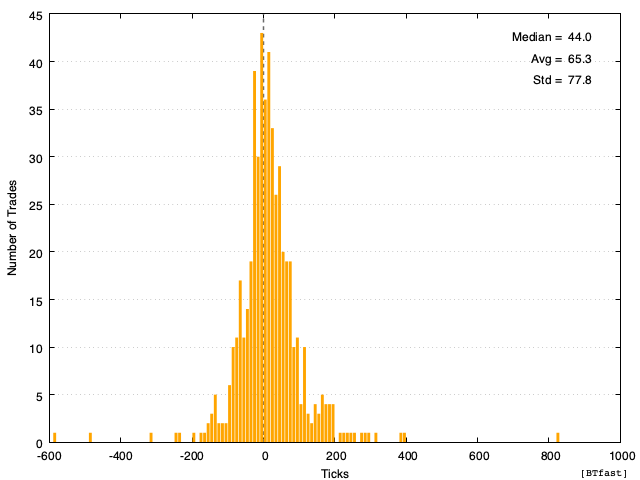 45
40
35
30
25
20
15
10
5
0
Number of Trades
Median = 44.0
Avg = 65.3
Std = 77.8
-600 -400 -200 0 200 400 600 800 1000
Ticks
[BTfast]